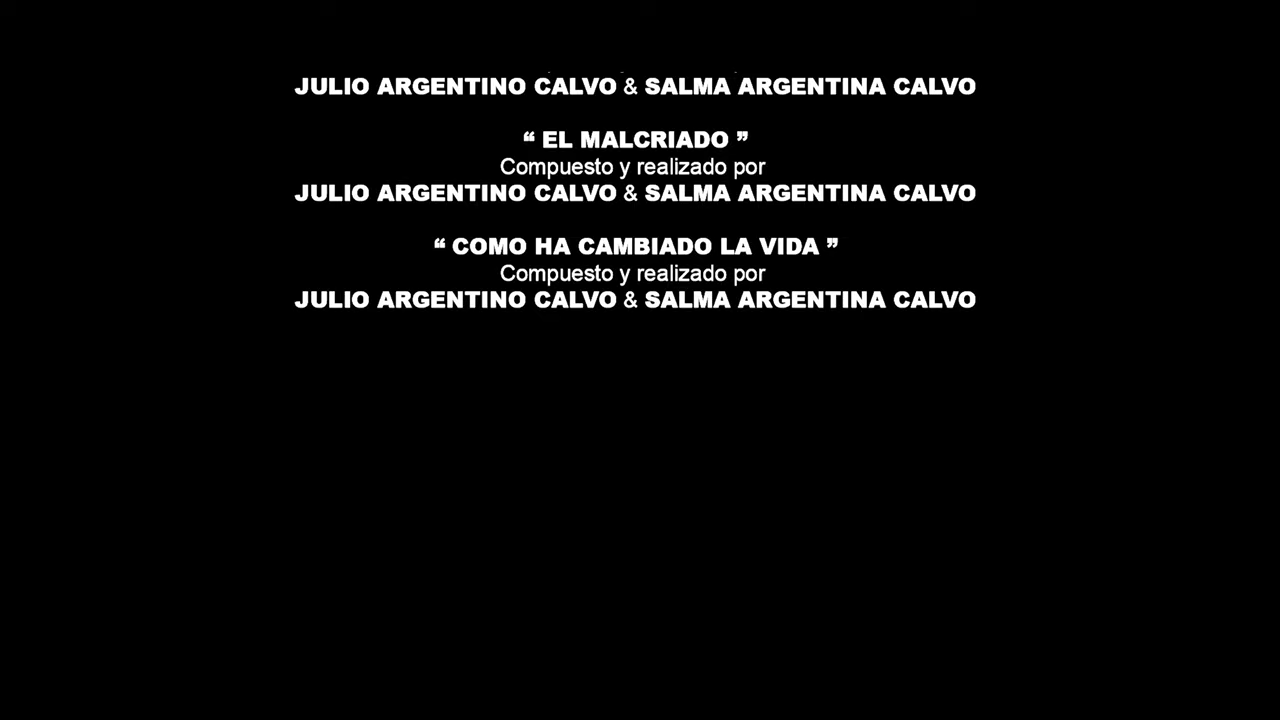 JULIO ARGENTINO CALVO & SALMA ARGENTINA CALVO
“ EL MALCRIADO ”
Compuesto y realizado por
JULIO ARGENTINO CALVO & SALMA ARGENTINA CALVO
“ COMO HA CAMBIADO LA VIDA ”
Compuesto y realizado por
JULIO ARGENTINO CALVO & SALMA ARGENTINA CALVO